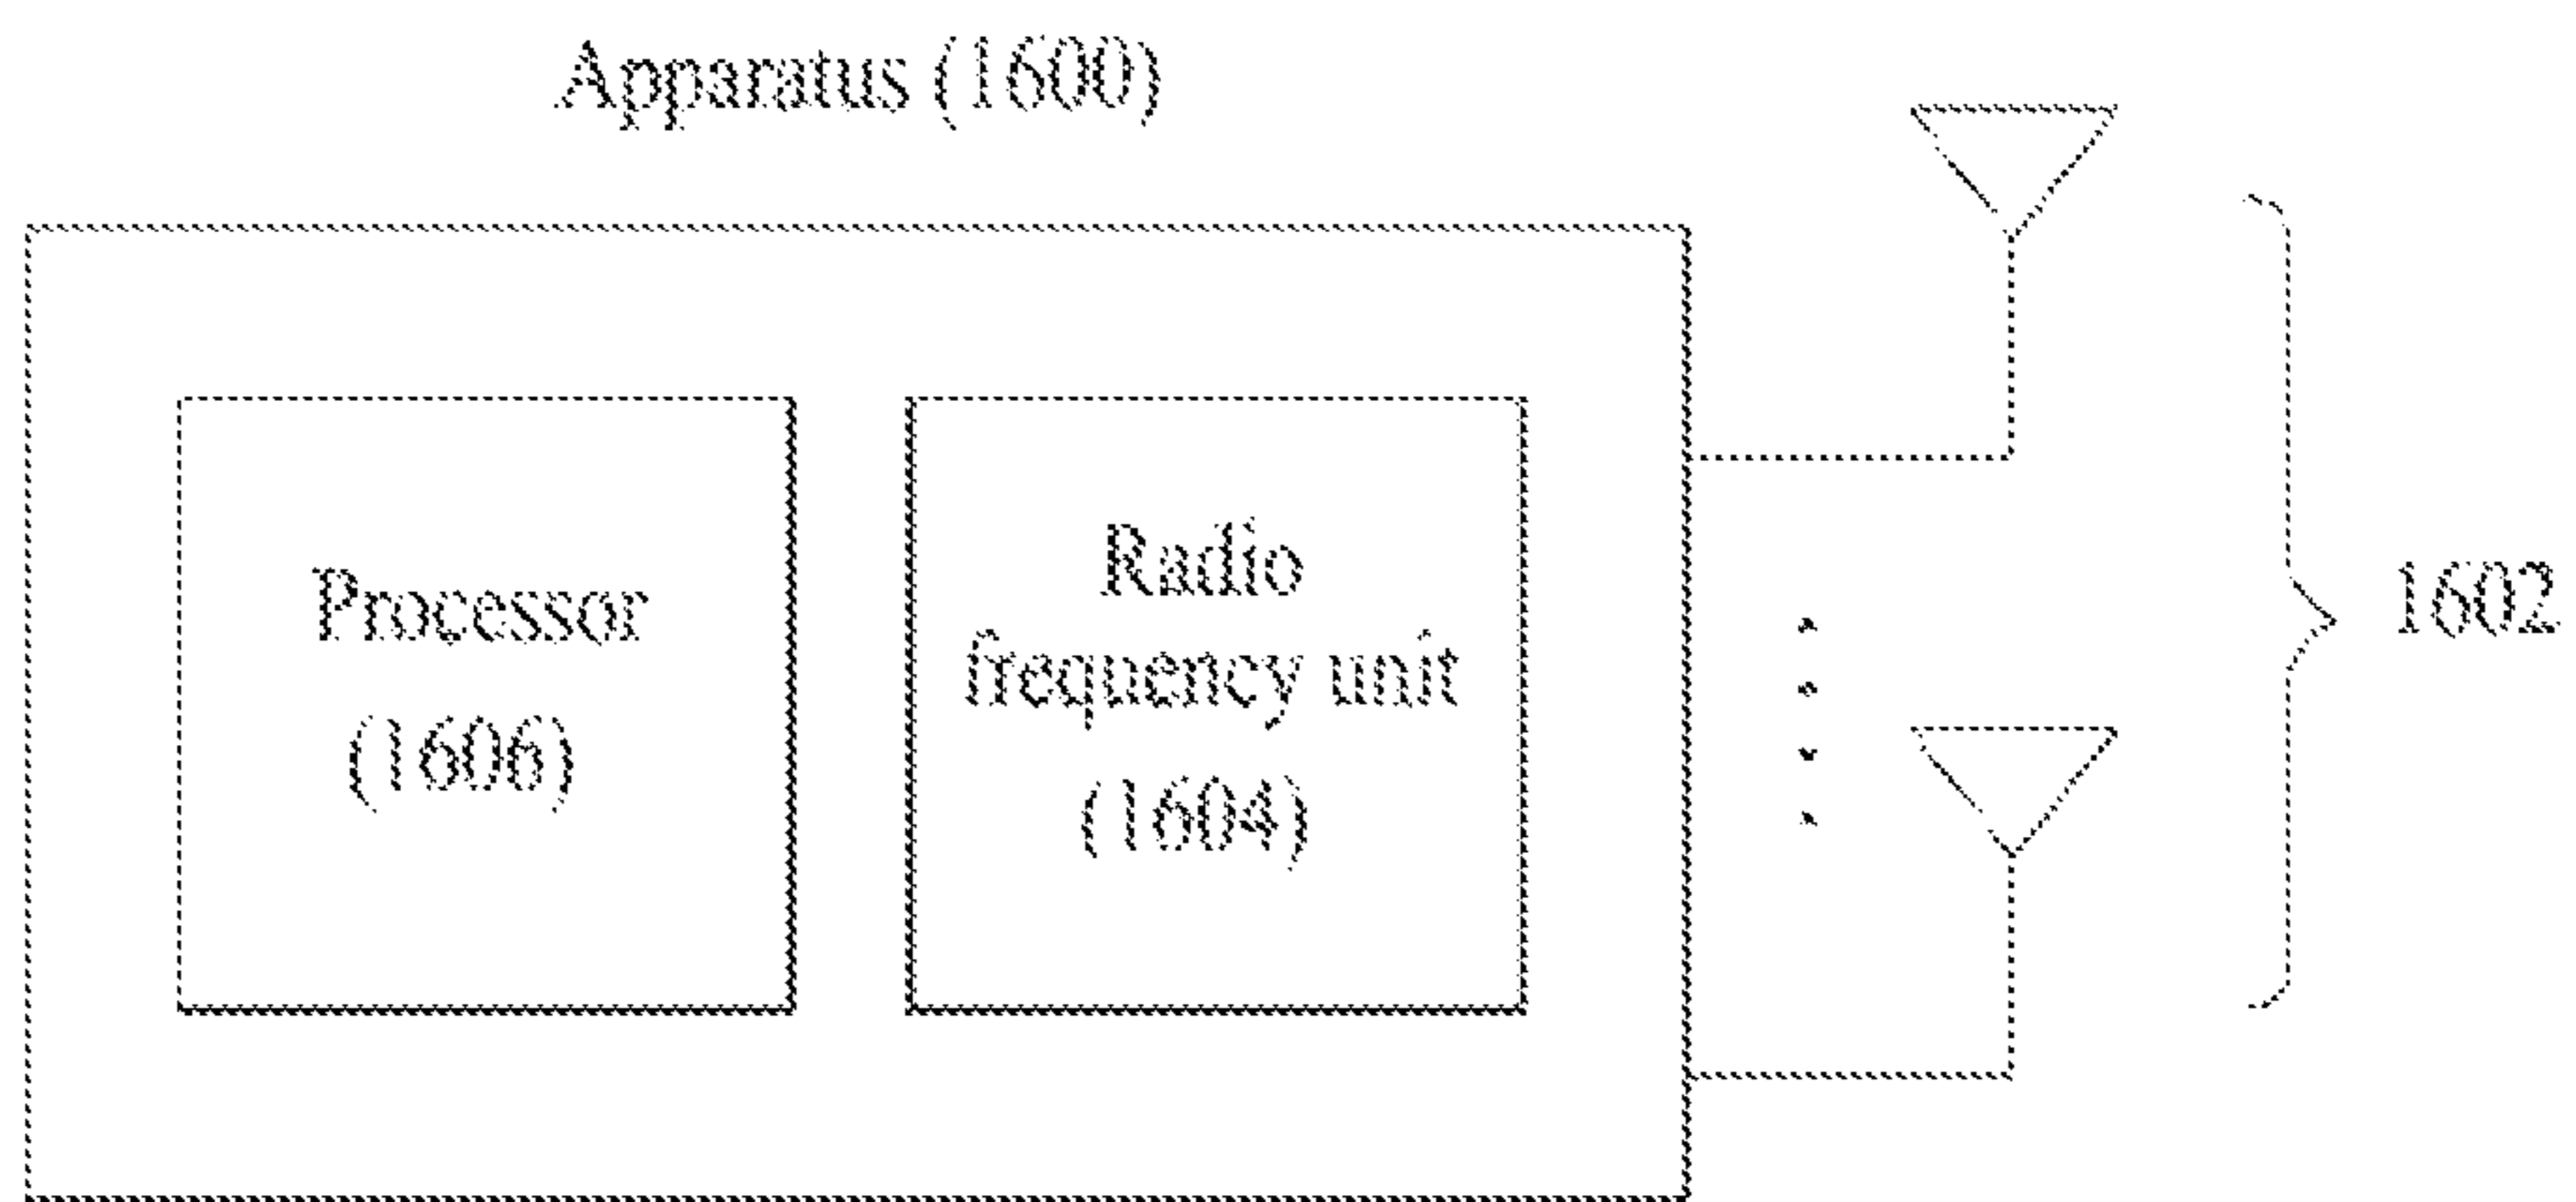 Apparatus (1600)
Processor
(1606)
Radio
frequency unit
(1604)
1602